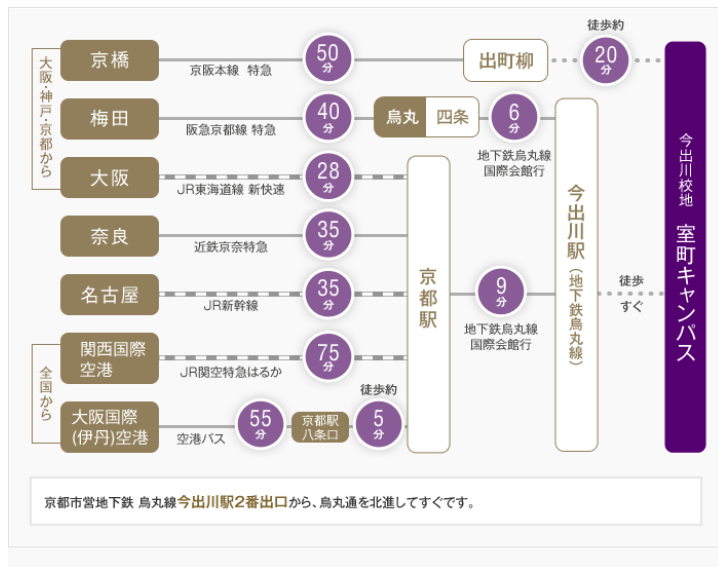 大阪・神戸・京都から
京橋
京阪本線 特急
50分
出町柳
徒歩約
20分
梅田
阪急京都線 特急
40分
烏丸 四条
6分
地下鉄烏丸線
国際会館行
大阪
JR東海道線 新快速
28分
奈良
近鉄京奈特急
35分
名古屋
JR新幹線
35分
全国から
関西国際
空港
JR関空特急はるか
75分
大阪国際
(伊丹)空港
空港バス
55分
京都駅
八条口
徒歩約
5分
京都駅
9分
地下鉄烏丸線
国際会館行
今出川駅(地下鉄烏丸線)
徒歩
すぐ
今出川校地 室町キャンパス
京都市営地下鉄 烏丸線今出川駅2番出口から、烏丸通を北進してすぐです。